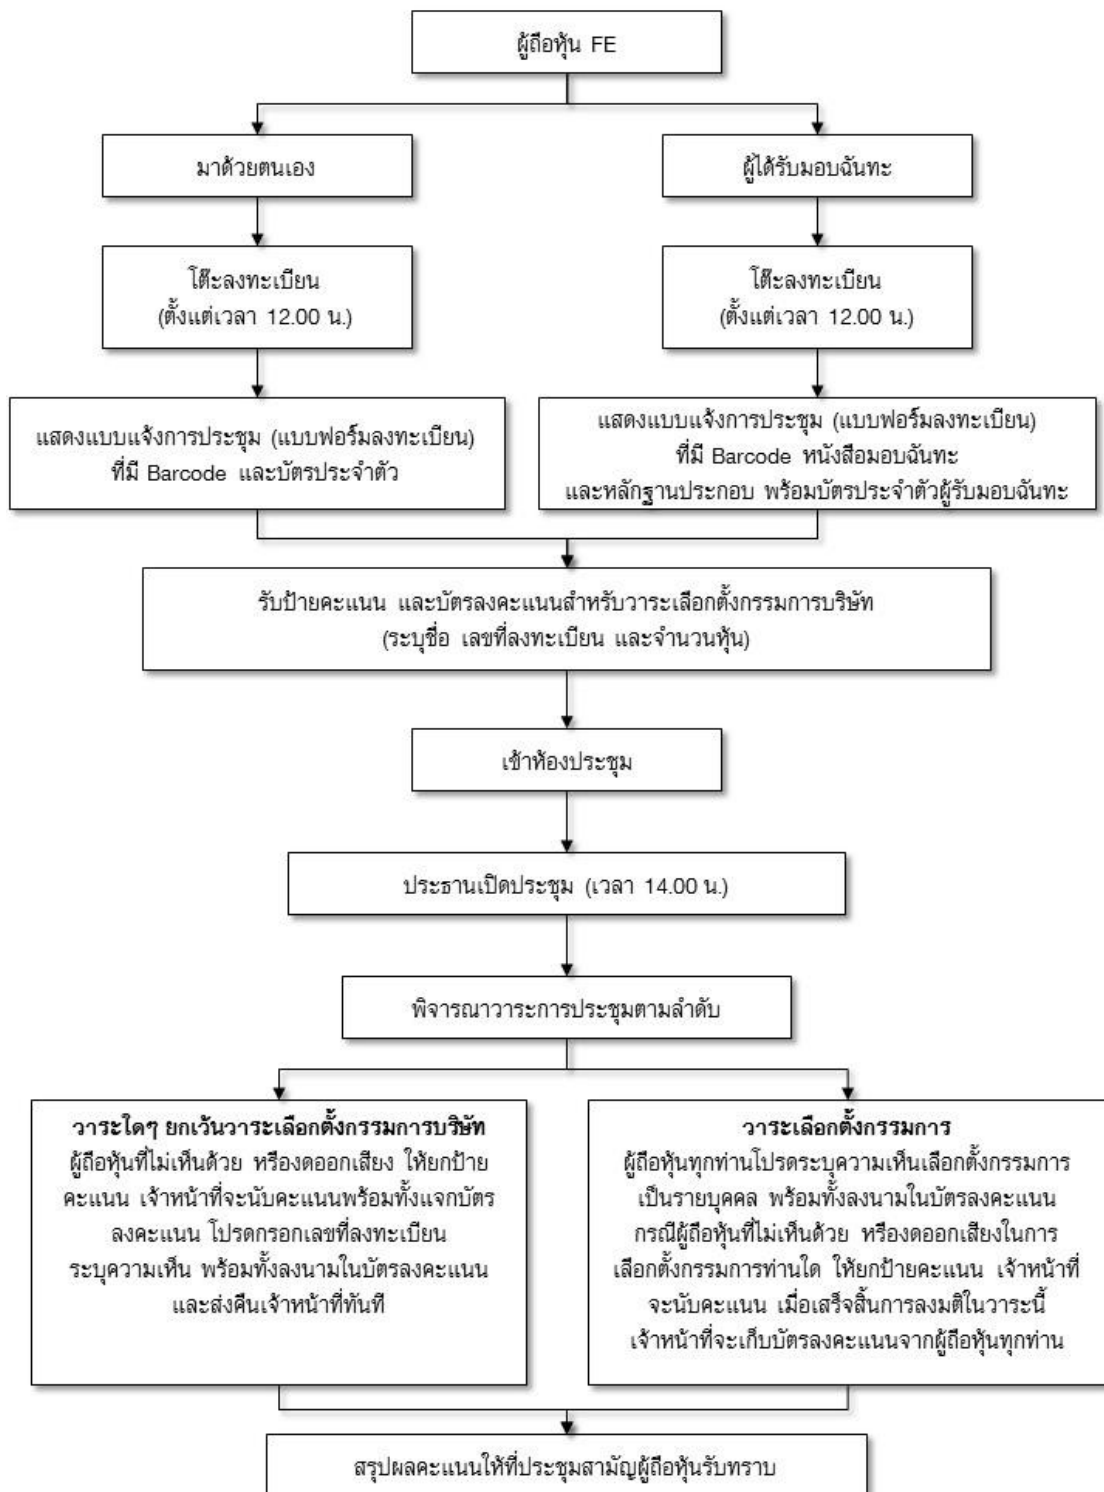 ผู้ถือหุ้น FE
มาด้วยตนเอง
ผู้ได้รับมอบฉันทะ
โต๊ะลงทะเบียน
(ตั้งแต่เวลา 12.00 น.)
โต๊ะลงทะเบียน
(ตั้งแต่เวลา 12.00 น.)
แสดงแบบแจ้งการประชุม (แบบฟอร์มลงทะเบียน)
ที่มี Barcode และบัตรประจำตัว
แสดงแบบแจ้งการประชุม (แบบฟอร์มลงทะเบียน)
ที่มี Barcode หนังสือมอบฉันทะ
และหลักฐานประกอบ พร้อมบัตรประจำตัวผู้รับมอบฉันทะ
รับป้ายคะแนน และบัตรลงคะแนนสำหรับวาระเลือกตั้งกรรมการบริษัท
(ระบุชื่อ เลขที่ลงทะเบียน และจำนวนหุ้น)
เข้าห้องประชุม
ประธานเปิดประชุม (เวลา 14.00 น.)
พิจารณาวาระการประชุมตามลำดับ
วาระใดๆ ยกเว้นวาระเลือกตั้งกรรมการบริษัท
ผู้ถือหุ้นที่ไม่เห็นด้วย หรืองดออกเสียง ให้ยกป้าย
คะแนน เจ้าหน้าที่จะนับคะแนนพร้อมทั้งแจกบัตร
ลงคะแนน โปรดกรอกเลขที่ลงทะเบียน
ระบุความเห็น พร้อมทั้งลงนามในบัตรลงคะแนน
และส่งคืนเจ้าหน้าที่ทันที
วาระเลือกตั้งกรรมการ
ผู้ถือหุ้นทุกท่านโปรดระบุความเห็นเลือกตั้งกรรมการ
เป็นรายบุคคล พร้อมทั้งลงนามในบัตรลงคะแนน
กรณีผู้ถือหุ้นที่ไม่เห็นด้วย หรืองดออกเสียงในการ
เลือกตั้งกรรมการท่านใด ให้ยกป้ายคะแนน เจ้าหน้าที่
จะนับคะแนน เมื่อเสร็จสิ้นการลงมติในวาระนี้
เจ้าหน้าที่จะเก็บบัตรลงคะแนนจากผู้ถือหุ้นทุกท่าน
สรุปผลคะแนนให้ที่ประชุมสามัญผู้ถือหุ้นรับทราบ